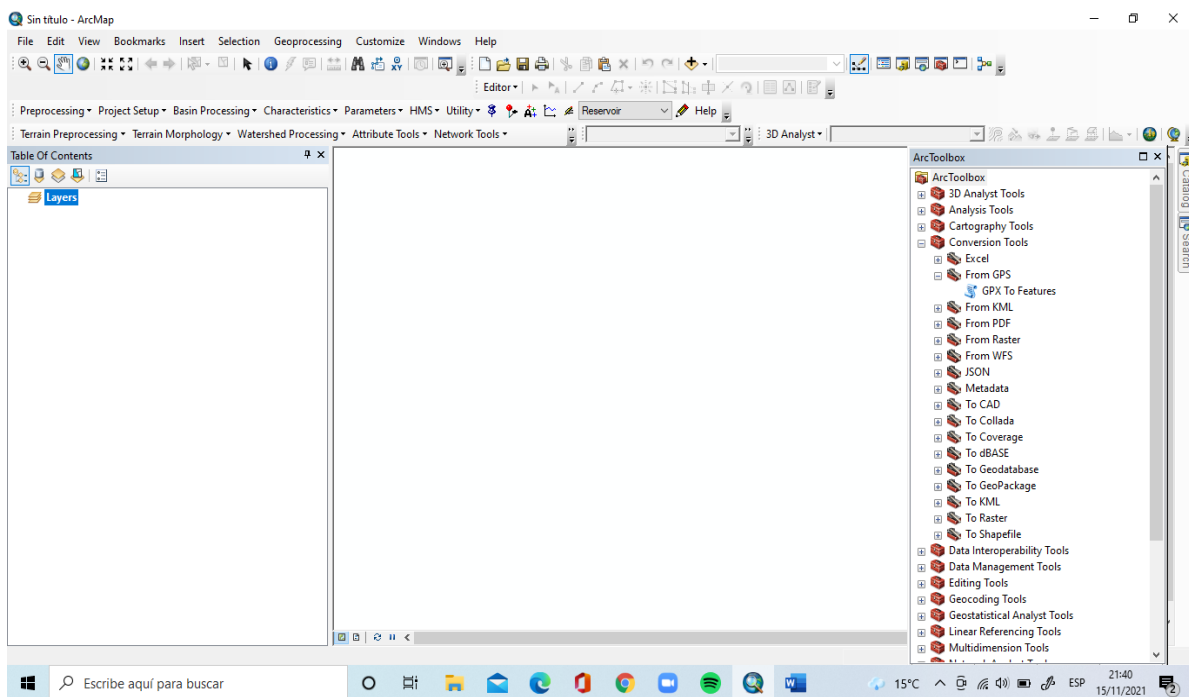 Sin título - ArcMap
File Edit View Bookmarks Insert Selection Geoprocessing Customize Windows Help
Editor
Preprocessing Project Setup Basin Processing Characteristics Parameters HMS Utility Reservoir Help
Terrain Preprocessing Terrain Morphology Watershed Processing Attribute Tools Network Tools 3D Analyst
Table Of Contents
Layers
ArcToolbox
ArcToolbox
3D Analyst Tools
Analysis Tools
Cartography Tools
Conversion Tools
Excel
From GPS
GPX To Features
From KML
From PDF
From Raster
From WFS
JSON
Metadata
To CAD
To Collada
To Coverage
To dBASE
To Geodatabase
To GeoPackage
To KML
To Raster
To Shapefile
Data Interoperability Tools
Data Management Tools
Editing Tools
Geocoding Tools
Geostatistical Analyst Tools
Linear Referencing Tools
Multidimension Tools
Catalog
Search
Escribe aquí para buscar
15°C
ESP
21:40
15/11/2021